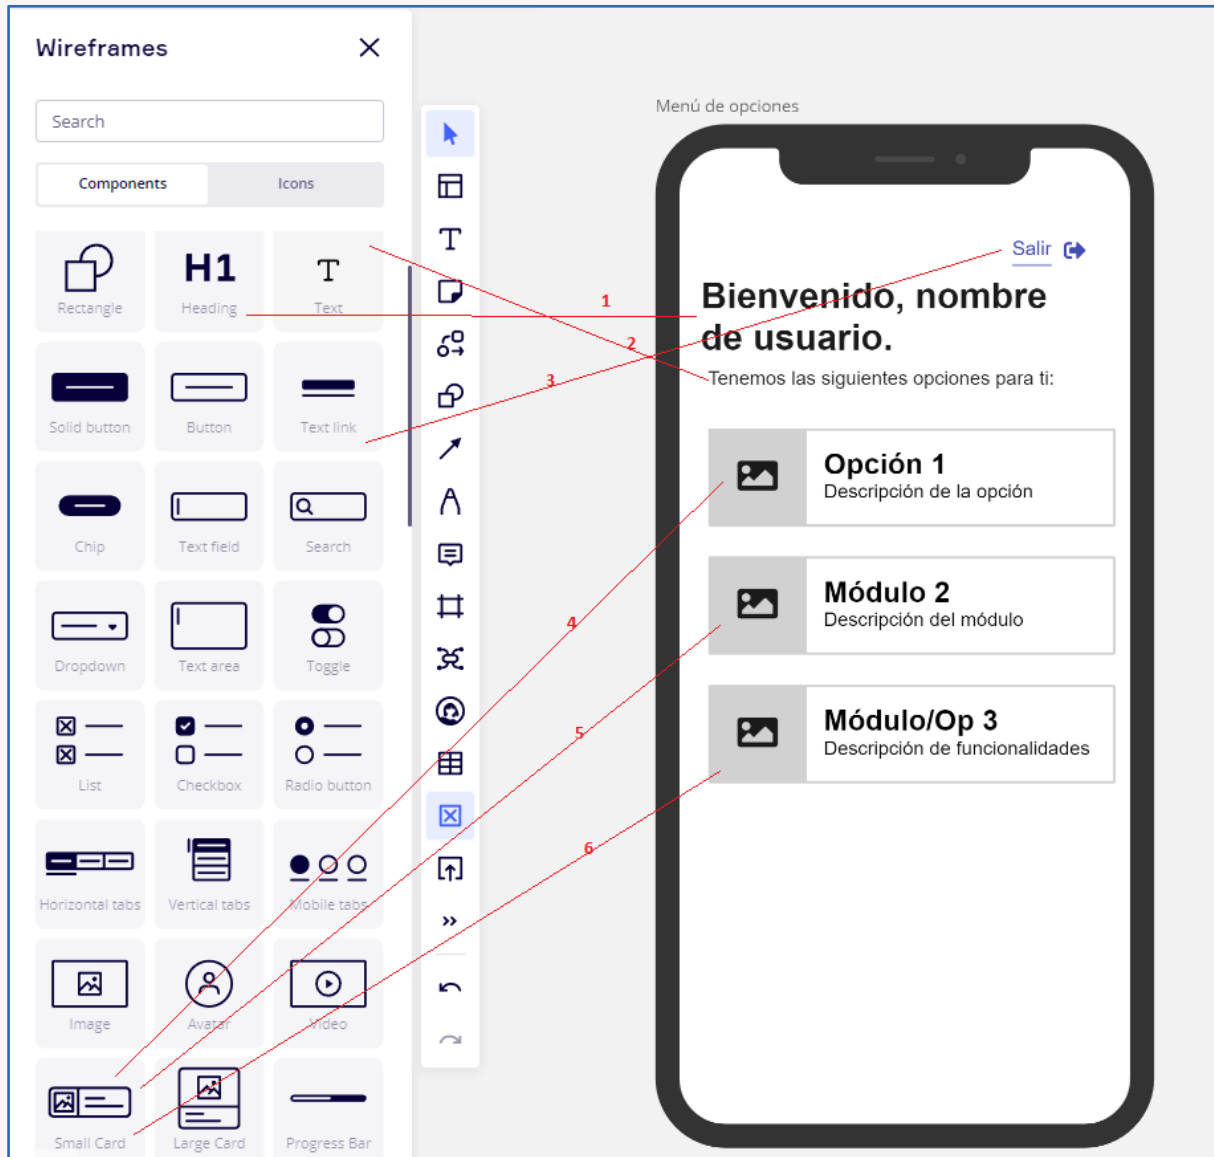 Wireframes
Search
Components
Icons
Rectangle
H1
Heading
T
Text
Solid button
Button
Text link
Chip
Text field
Search
Dropdown
Text area
Toggle
List
Checkbox
Radio button
Horizontal tabs
Vertical tabs
Mobile tabs
Image
Avatar
Video
Small Card
Large Card
Progress Bar
T
1
2
3
4
5
6
Menú de opciones
Salir
Bienvenido, nombre
de usuario.
Tenemos las siguientes opciones para ti:
Opción 1
Descripción de la opción
Módulo 2
Descripción del módulo
Módulo/Op 3
Descripción de funcionalidades